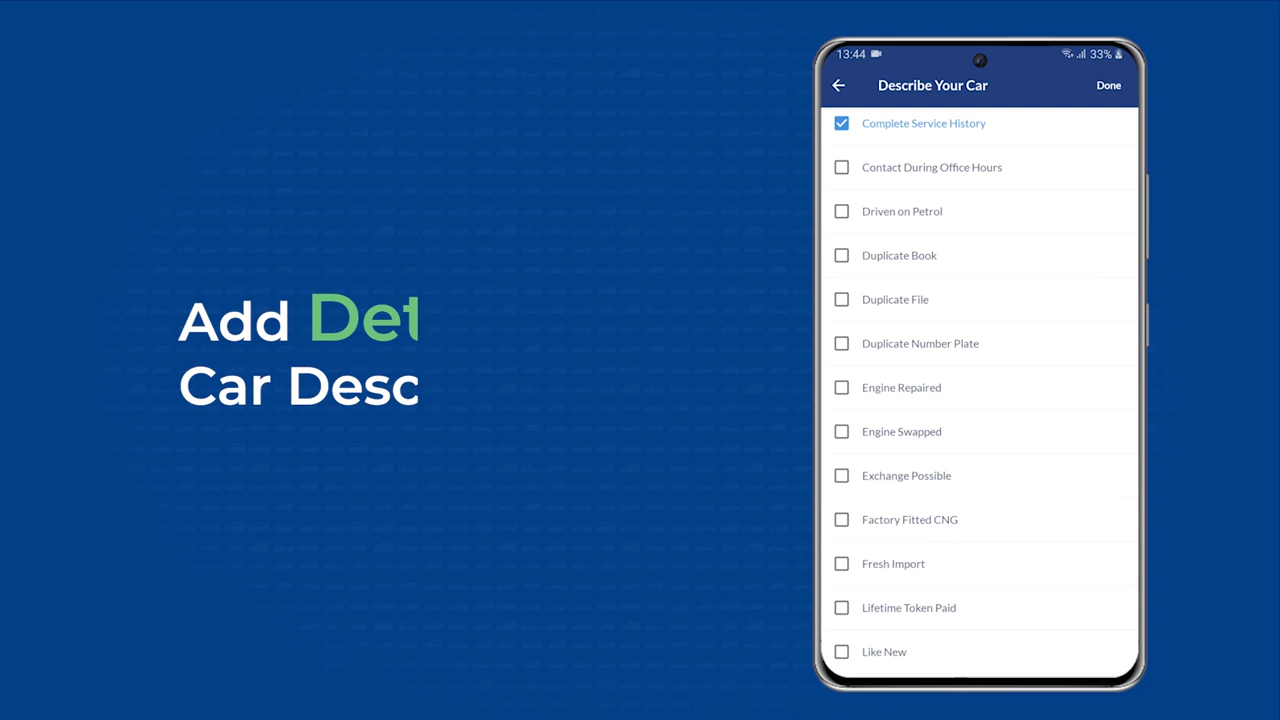 Add Det
Car Desc
13:44
33%
Describe Your Car
Done
Complete Service History
Contact During Office Hours
Driven on Petrol
Duplicate Book
Duplicate File
Duplicate Number Plate
Engine Repaired
Engine Swapped
Exchange Possible
Factory Fitted CNG
Fresh Import
Lifetime Token Paid
Like New